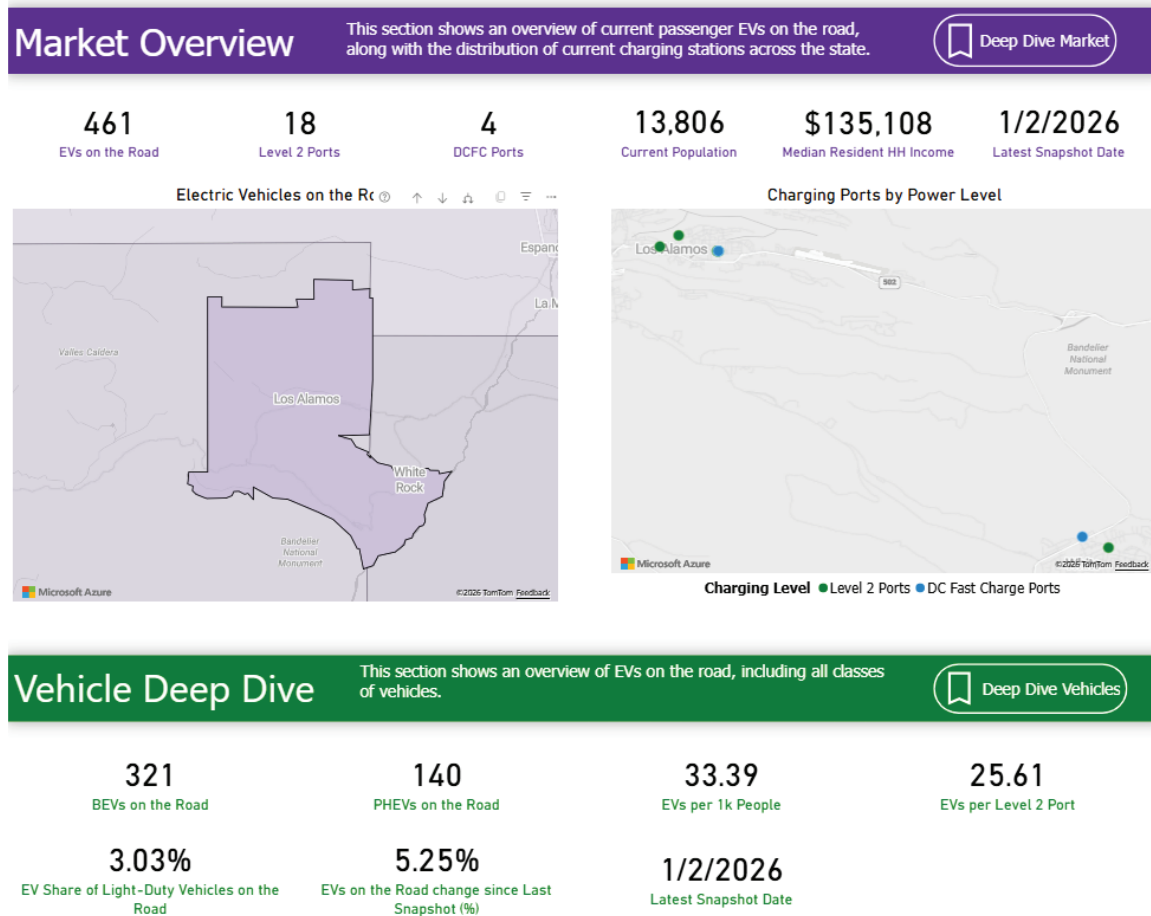 Market Overview
This section shows an overview of current passenger EVs on the road,
along with the distribution of current charging stations across the state.
Deep Dive Market
461
EVs on the Road
18
Level 2 Ports
4
DCFC Ports
13,806
Current Population
$135,108
Median Resident HH Income
1/2/2026
Latest Snapshot Date
Electric Vehicles on the Ro
Espano
La M
Valles Caldera
Los Alamos
White
Rock
Bandelier
National
Monument
Microsoft Azure
©2026 TomTom Feedback
Charging Ports by Power Level
Los Alamos
502
Bandelier
National
Monument
Microsoft Azure
©2026 TomTom Feedback
Charging Level Level 2 Ports DC Fast Charge Ports
Vehicle Deep Dive
This section shows an overview of EVs on the road, including all classes
of vehicles.
Deep Dive Vehicles
321
BEVs on the Road
140
PHEVs on the Road
33.39
EVs per 1k People
25.61
EVs per Level 2 Port
3.03%
EV Share of Light-Duty Vehicles on the
Road
5.25%
EVs on the Road change since Last
Snapshot (%)
1/2/2026
Latest Snapshot Date